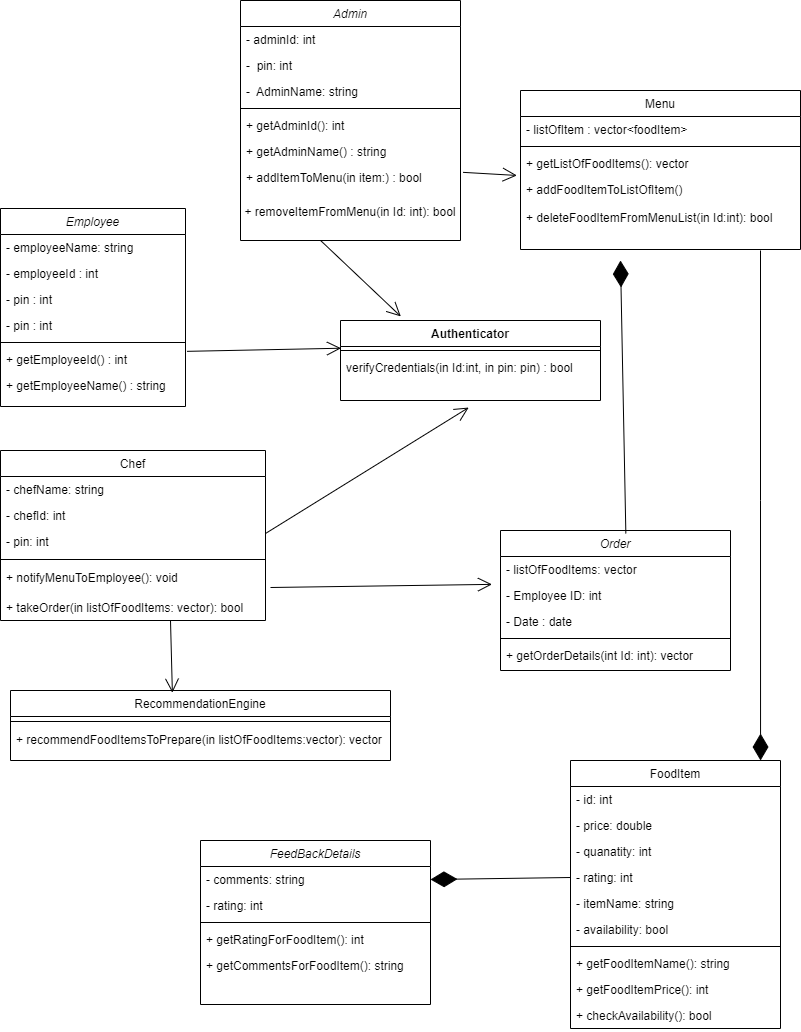 Admin
- adminId: int
- pin: int
- AdminName: string
+ getAdminId(): int
+ getAdminName() : string
+ addItemToMenu(in item:) : bool
+ removeItemFromMenu(in Id: int): bool
Menu
- listOfItem : vector<foodItem>
+ getListOfFoodItems(): vector
+ addFoodItemToListOfItem()
+ deleteFoodItemFromMenuList(in Id:int): bool
Employee
- employeeName: string
- employeeId : int
- pin : int
- pin : int
+ getEmployeeId() : int
+ getEmployeeName() : string
Authenticator
verifyCredentials(in Id:int, in pin: pin) : bool
Chef
- chefName: string
- chefId: int
- pin: int
+ notifyMenuToEmployee(): void
+ takeOrder(in listOfFoodItems: vector): bool
Order
- listOfFoodItems: vector
- Employee ID: int
- Date : date
+ getOrderDetails(int Id: int): vector
RecommendationEngine
+ recommendFoodItemsToPrepare(in listOfFoodItems:vector): vector
FoodItem
- id: int
- price: double
- quanatity: int
- rating: int
- itemName: string
- availability: bool
+ getFoodItemName(): string
+ getFoodItemPrice(): int
+ checkAvailability(): bool
FeedBackDetails
- comments: string
- rating: int
+ getRatingForFoodItem(): int
+ getCommentsForFoodItem(): string